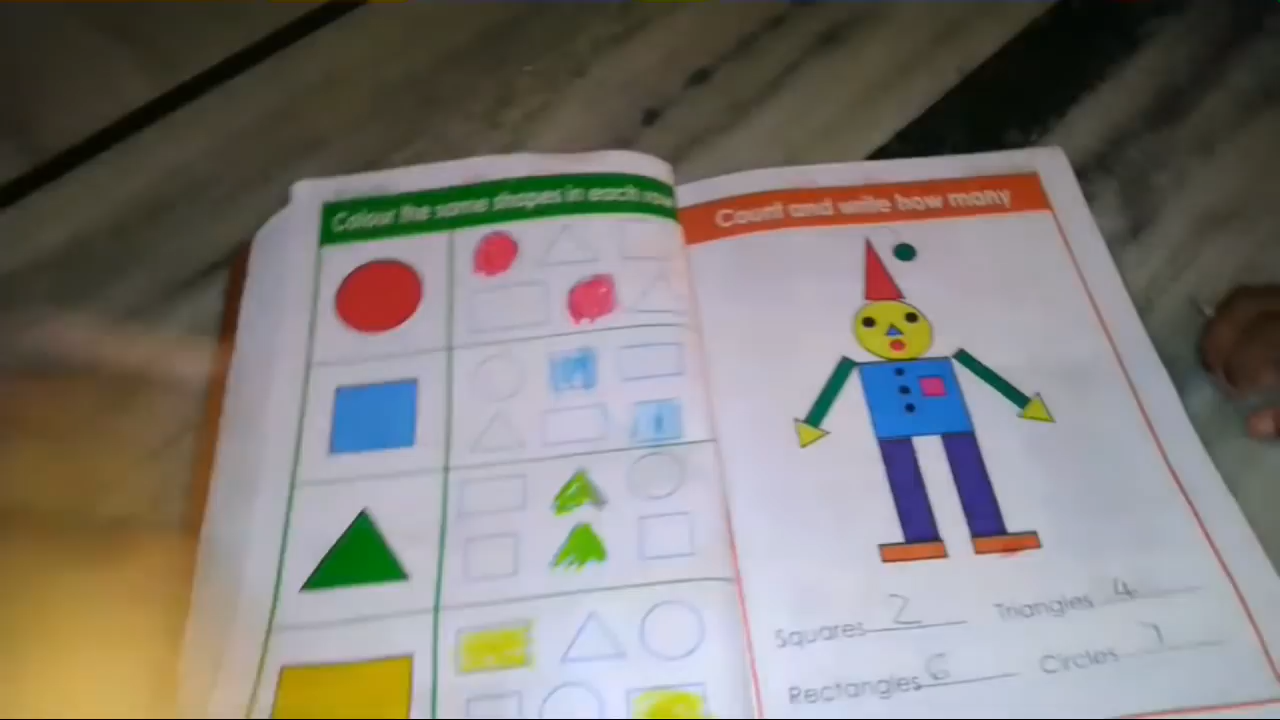 Colour the same shapes in each row
Count and write how many
Squares 2 Triangles 4
Rectangles 6 Circles 7